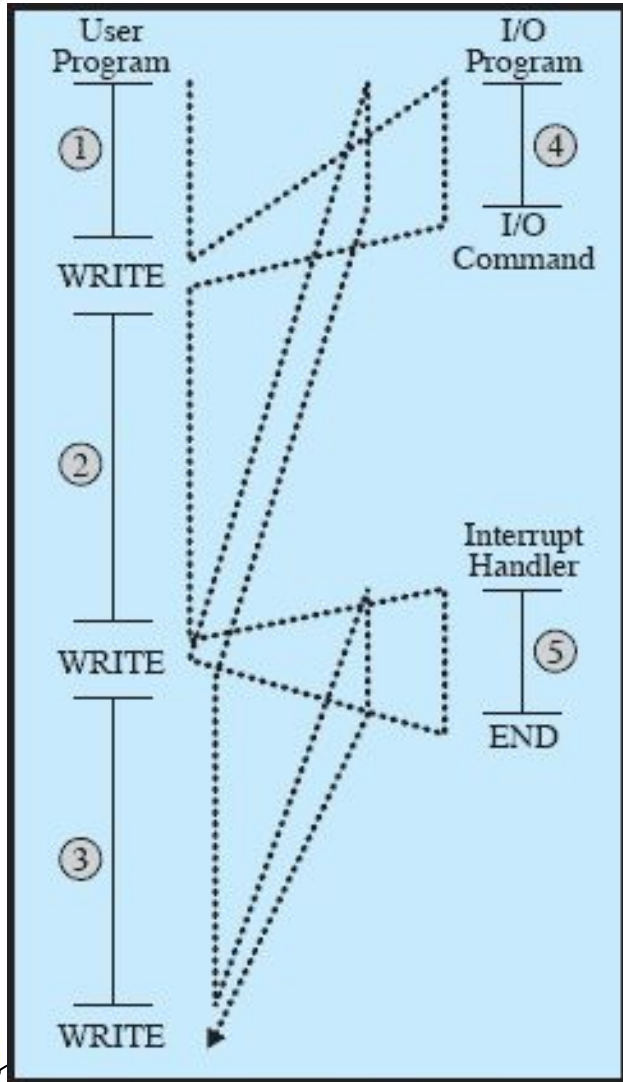 User
Program
1
WRITE
2
WRITE
3
WRITE
I/O
Program
4
I/O
Command
Interrupt
Handler
5
END